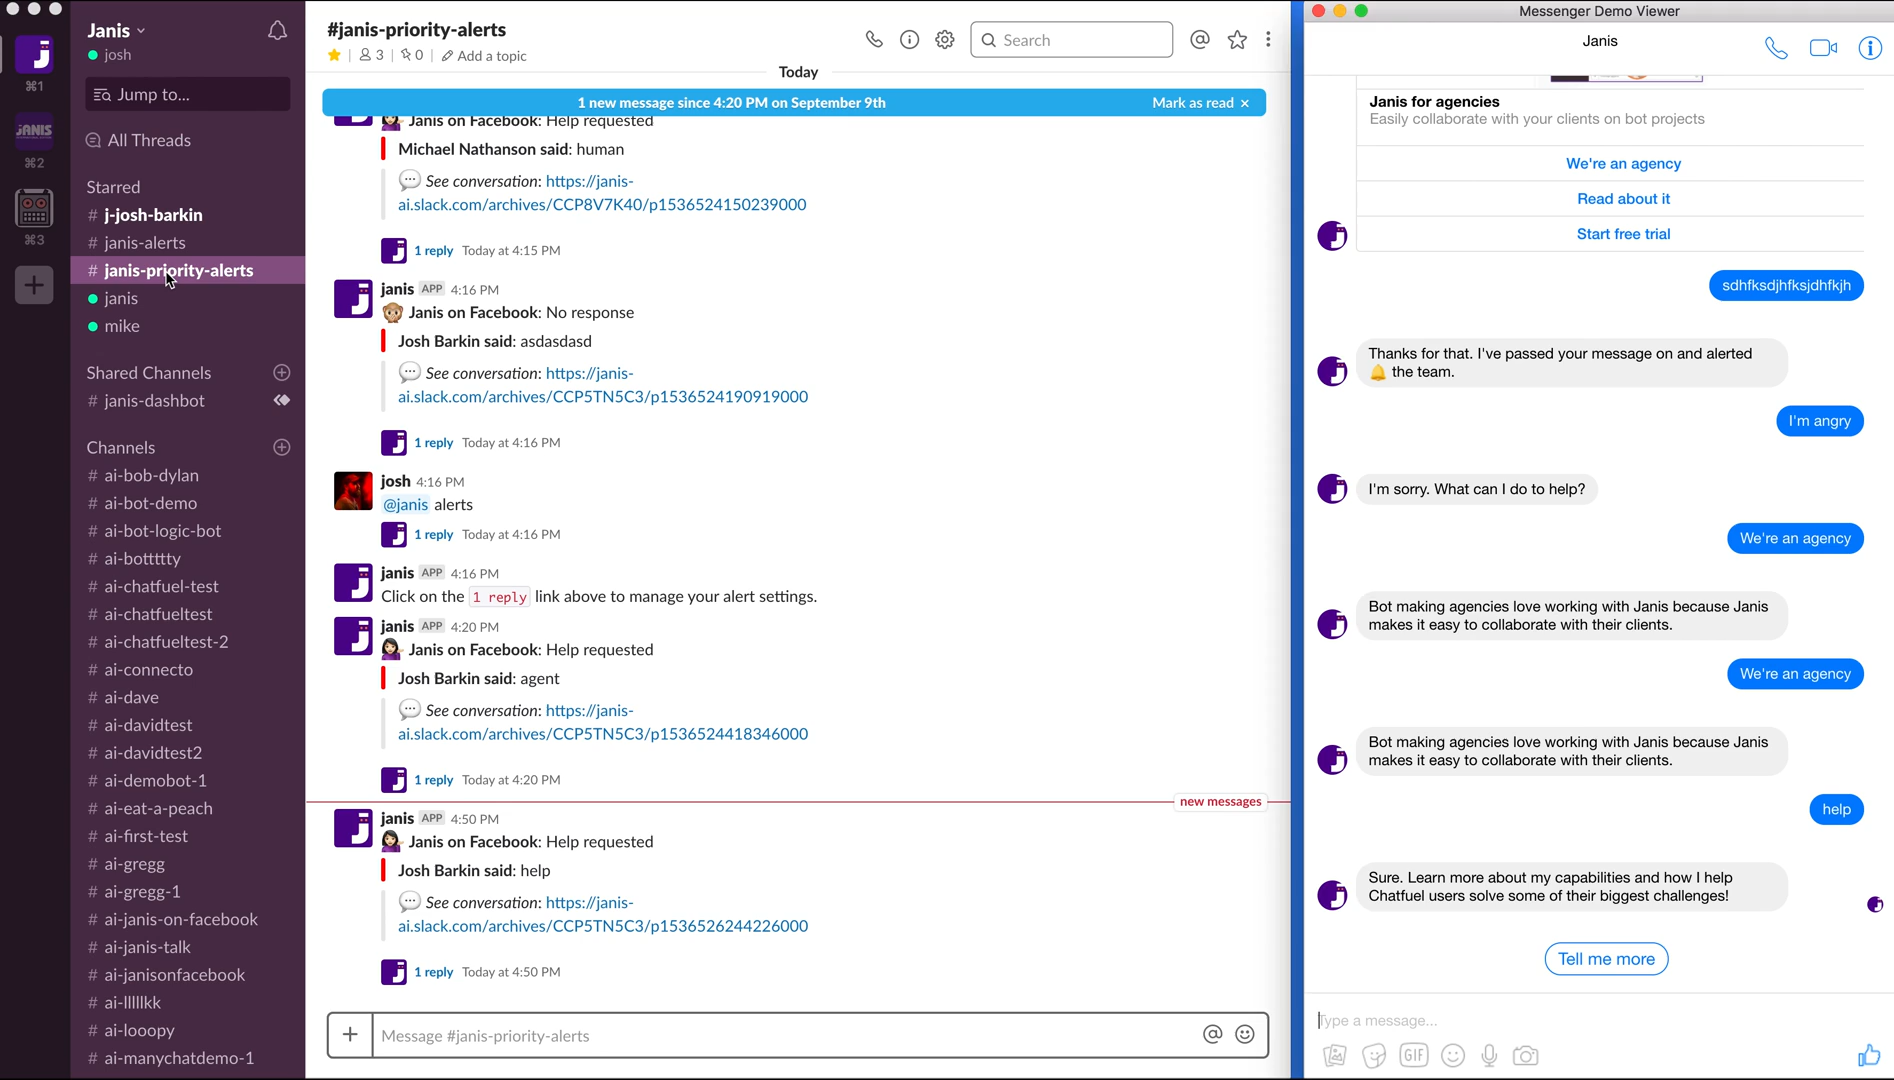 Janis
josh
⌘1
JANIS
⌘2
⌘3
Jump to...
All Threads
Starred
# j-josh-barkin
# janis-alerts
# janis-priority-alerts
janis
mike
Shared Channels
# janis-dashbot
Channels
# ai-bob-dylan
# ai-bot-demo
# ai-bot-logic-bot
# ai-bottttty
# ai-chatfuel-test
# ai-chatfueltest
# ai-chatfueltest-2
# ai-connecto
# ai-dave
# ai-davidtest
# ai-davidtest2
# ai-demobot-1
# ai-eat-a-peach
# ai-first-test
# ai-gregg
# ai-gregg-1
# ai-janis-on-facebook
# ai-janis-talk
# ai-janisonfacebook
# ai-llllkk
# ai-looopy
# ai-manychatdemo-1
#janis-priority-alerts
3 | 0 | Add a topic
Search
Today
1 new message since 4:20 PM on September 9th
Mark as read ×
Janis on Facebook: Help requested
Michael Nathanson said: human
See conversation: https://janis-
ai.slack.com/archives/CCP8V7K40/p1536524150239000
1 reply Today at 4:15 PM
janis APP 4:16 PM
Janis on Facebook: No response
Josh Barkin said: asdasdasd
See conversation: https://janis-
ai.slack.com/archives/CCP5TN5C3/p1536524190919000
1 reply Today at 4:16 PM
josh 4:16 PM
@janis alerts
1 reply Today at 4:16 PM
janis APP 4:16 PM
Click on the 1 reply link above to manage your alert settings.
janis APP 4:20 PM
Janis on Facebook: Help requested
Josh Barkin said: agent
See conversation: https://janis-
ai.slack.com/archives/CCP5TN5C3/p1536524418346000
1 reply Today at 4:20 PM
new messages
janis APP 4:50 PM
Janis on Facebook: Help requested
Josh Barkin said: help
See conversation: https://janis-
ai.slack.com/archives/CCP5TN5C3/p1536526244226000
1 reply Today at 4:50 PM
Message #janis-priority-alerts
Messenger Demo Viewer
Janis
Janis for agencies
Easily collaborate with your clients on bot projects
We're an agency
Read about it
Start free trial
sdhfksdjhfksjdhfkjh
Thanks for that. I've passed your message on and alerted
the team.
I'm angry
I'm sorry. What can I do to help?
We're an agency
Bot making agencies love working with Janis because Janis
makes it easy to collaborate with their clients.
We're an agency
Bot making agencies love working with Janis because Janis
makes it easy to collaborate with their clients.
help
Sure. Learn more about my capabilities and how I help
Chatfuel users solve some of their biggest challenges!
Tell me more
Type a message...
GIF